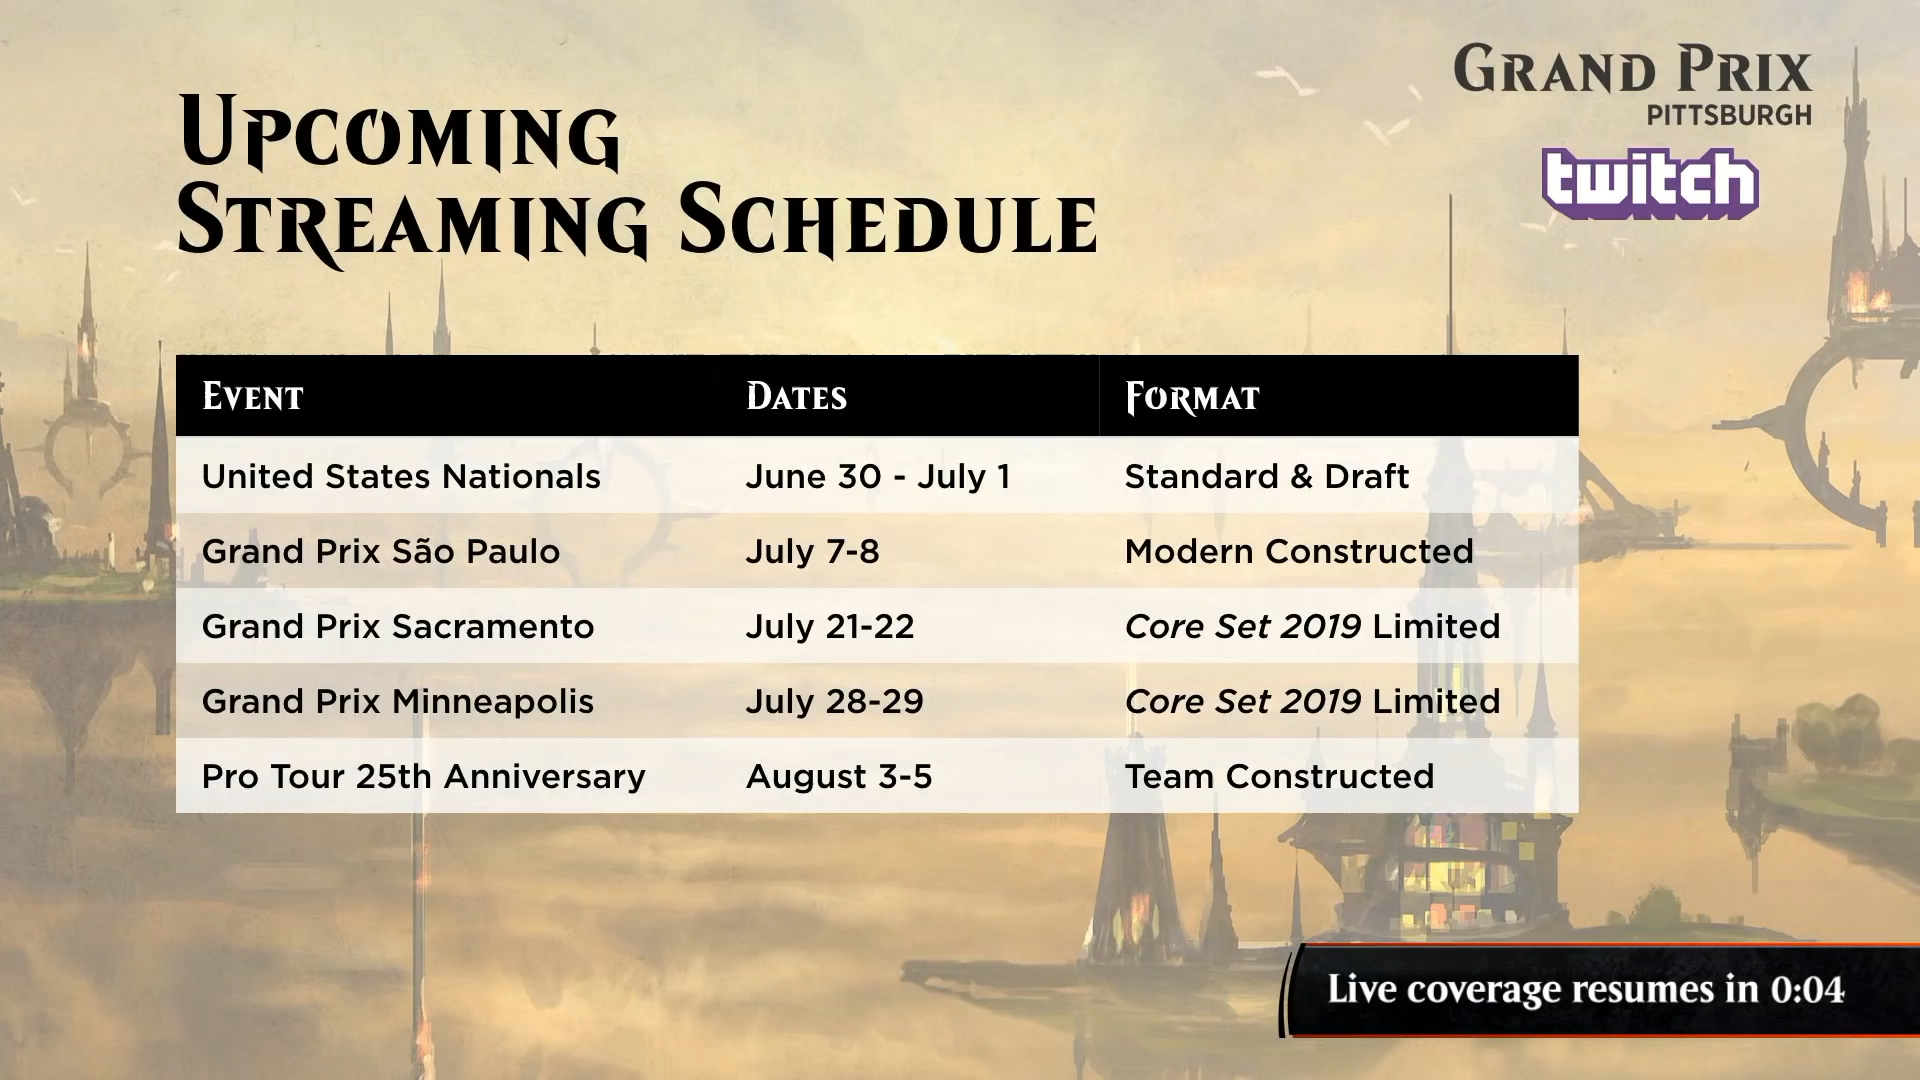 Grand Prix
PITTSBURGH
twitch
Upcoming
Streaming Schedule
Event Dates Format
United States Nationals June 30 - July 1 Standard & Draft
Grand Prix São Paulo July 7-8 Modern Constructed
Grand Prix Sacramento July 21-22 Core Set 2019 Limited
Grand Prix Minneapolis July 28-29 Core Set 2019 Limited
Pro Tour 25th Anniversary August 3-5 Team Constructed
Live coverage resumes in 0:04